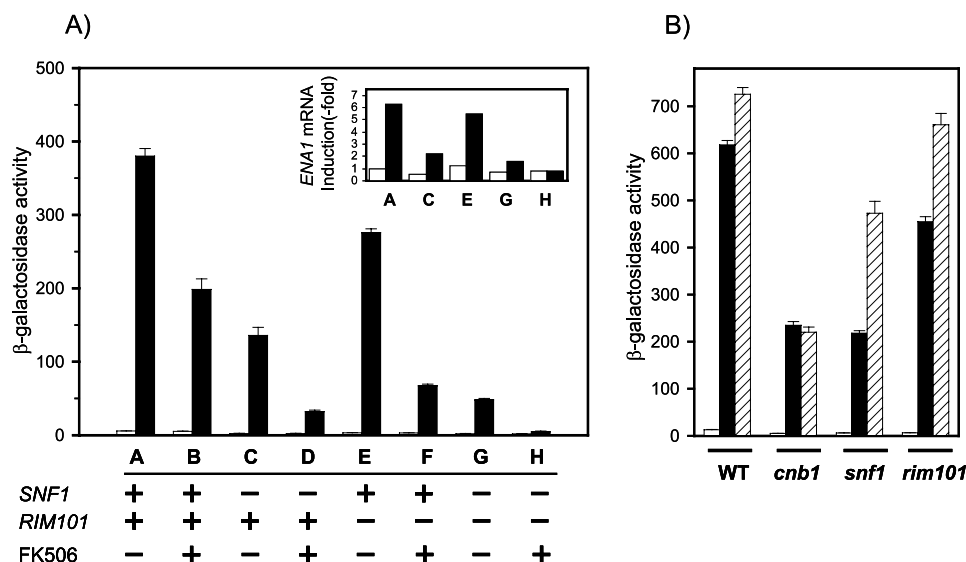 A)
B)
500
400
300
200
100
0
β-galactosidase activity
ENA1 mRNA
Induction(-fold)
7
6
5
4
3
2
1
0
A C E G H
A B C D E F G H
SNF1 + + − − + + − −
RIM101 + + + + − − − −
FK506 − + − + − + − +
700
600
500
400
300
200
100
0
β-galactosidase activity
WT cnb1 snf1 rim101